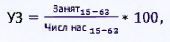 УЗ = Занят₁₅₋₆₃ / Числ нас₁₅₋₆₃ * 100,